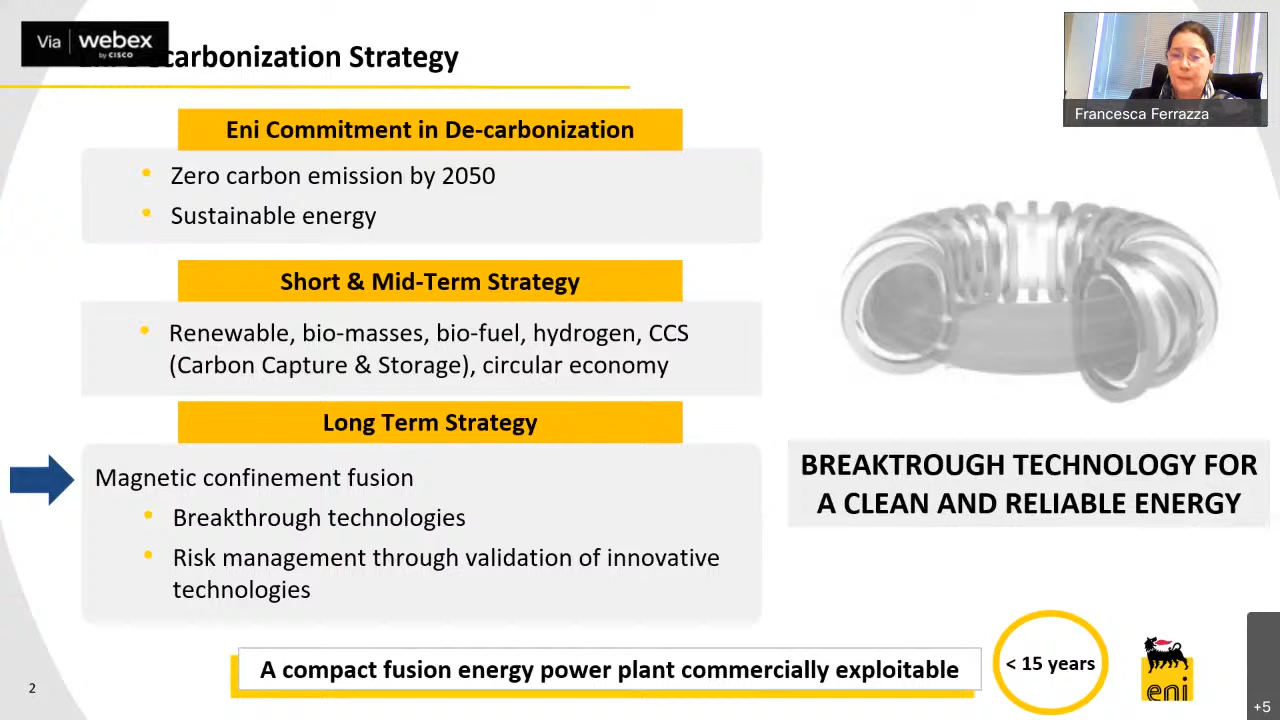 Via webex
by CISCO
carbonization Strategy
Francesca Ferrazza
Eni Commitment in De-carbonization
• Zero carbon emission by 2050
• Sustainable energy
Short & Mid-Term Strategy
• Renewable, bio-masses, bio-fuel, hydrogen, CCS
(Carbon Capture & Storage), circular economy
Long Term Strategy
Magnetic confinement fusion
• Breakthrough technologies
• Risk management through validation of innovative
technologies
BREAKTROUGH TECHNOLOGY FOR
A CLEAN AND RELIABLE ENERGY
A compact fusion energy power plant commercially exploitable
< 15 years
eni
2
+5